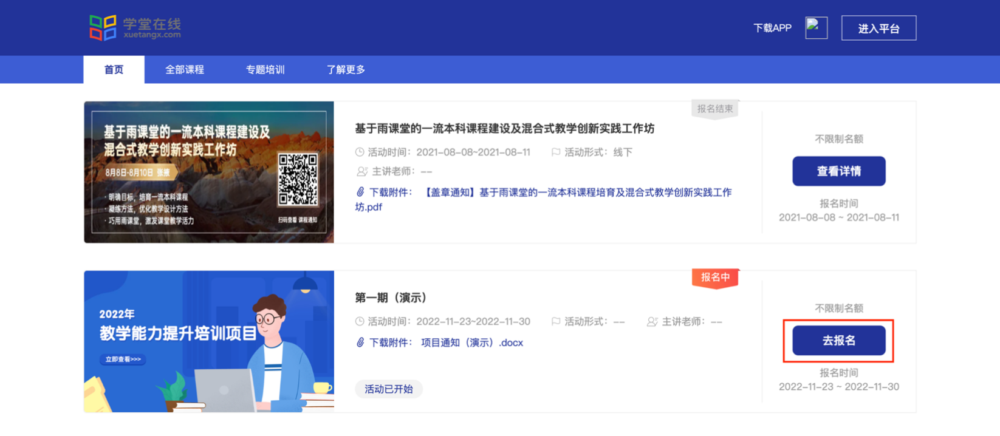 学堂在线
xuetangx.com
下载APP
进入平台
首页 全部课程 专题培训 了解更多
基于雨课堂的一流本科课程建设及
混合式教学创新实践工作坊
8月8日-8月10日 张掖
· 明确目标，培育一流本科课程
· 凝练方法，优化教学设计方法
· 巧用雨课堂，激发课堂教学活力
扫码查看 课程通知
报名结束
基于雨课堂的一流本科课程建设及混合式教学创新实践工作坊
活动时间：2021-08-08~2021-08-11 活动形式：线下
主讲老师：--
下载附件：【盖章通知】基于雨课堂的一流本科课程培育及混合式教学创新实践工作
坊.pdf
不限制名额
查看详情
报名时间
2021-08-08 ~ 2021-08-11
2022年
教学能力提升培训项目
立即查看>>>
报名中
第一期（演示）
活动时间：2022-11-23~2022-11-30 活动形式：-- 主讲老师：--
下载附件： 项目通知（演示）.docx
活动已开始
不限制名额
去报名
报名时间
2022-11-23 ~ 2022-11-30